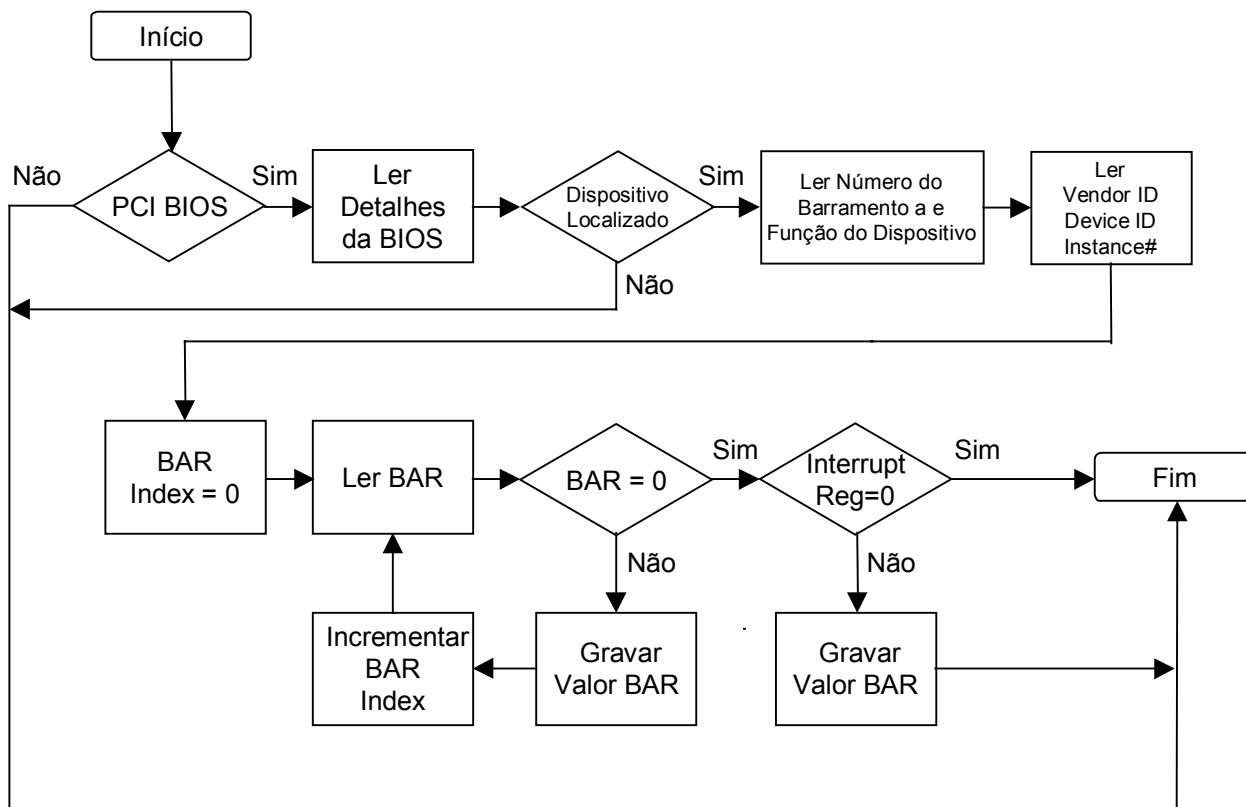 Início
Não
PCI BIOS
Sim
Ler
Detalhes
da BIOS
Dispositivo
Localizado
Sim
Não
Ler Número do
Barramento a e
Função do Dispositivo
Ler
Vendor ID
Device ID
Instance#
BAR
Index = 0
Ler BAR
BAR = 0
Sim
Não
Interrupt
Reg=0
Sim
Não
Fim
Incrementar
BAR
Index
Gravar
Valor BAR
Gravar
Valor BAR